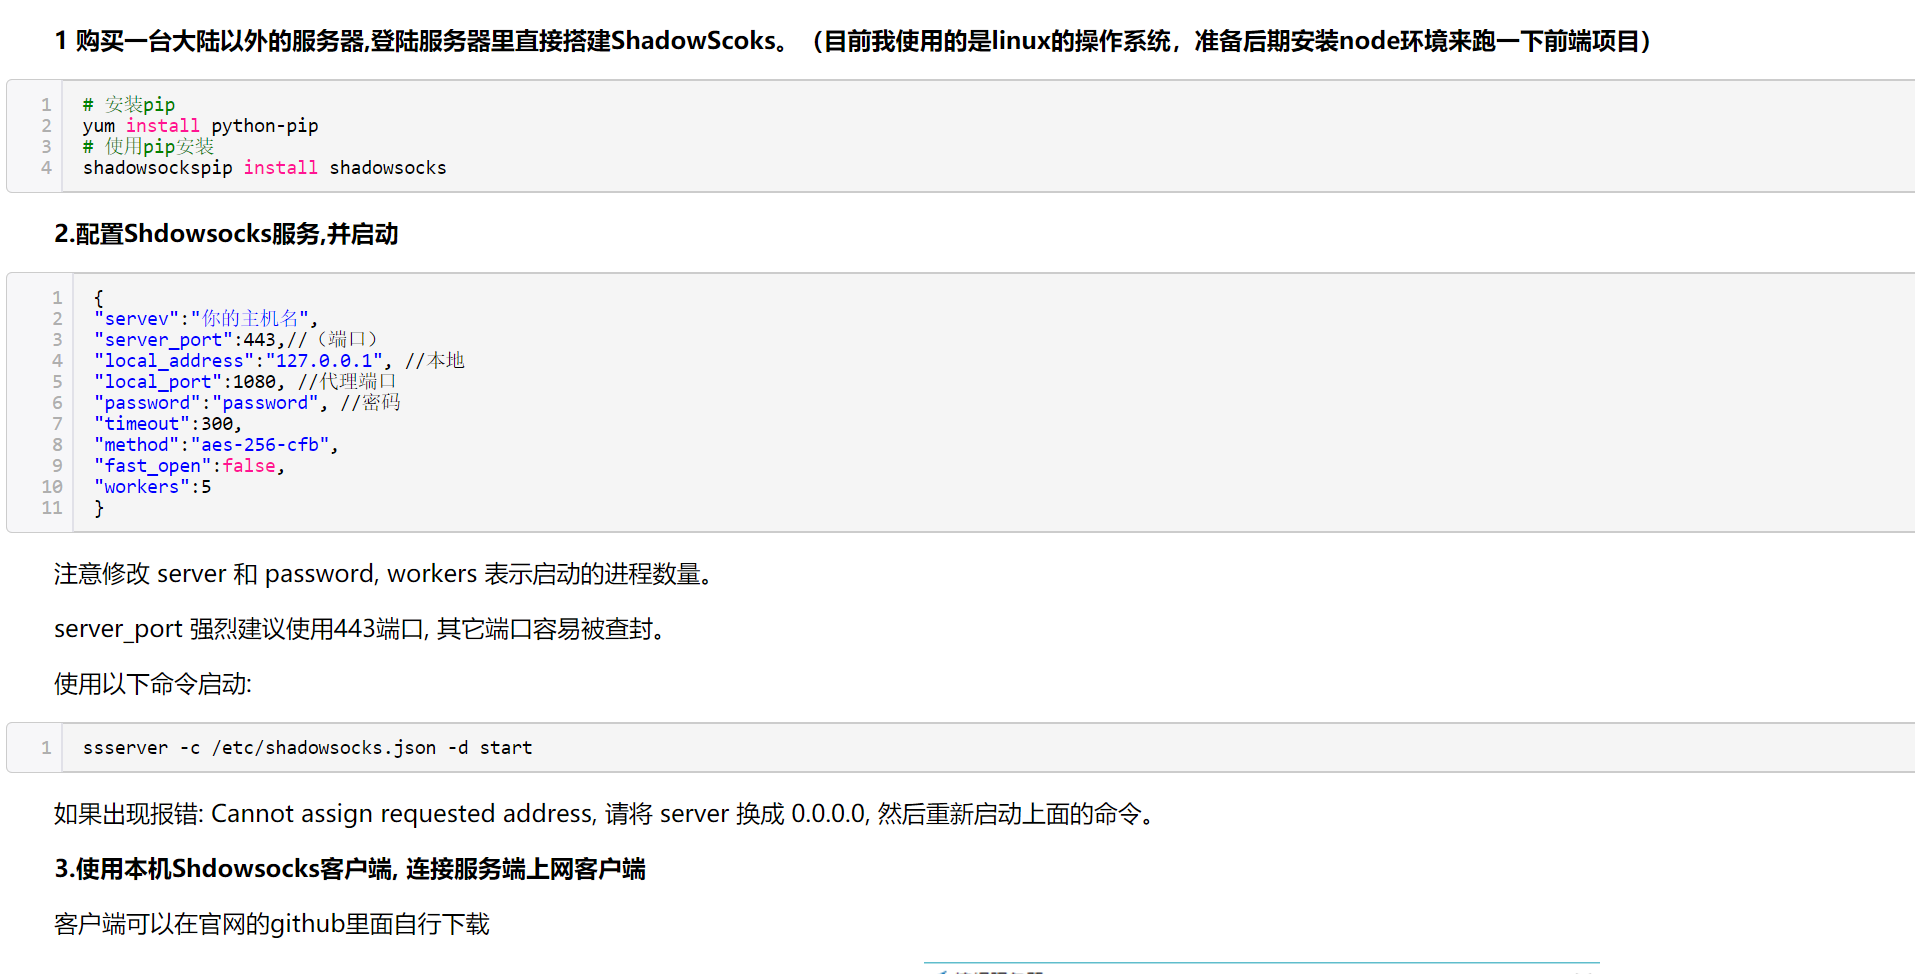 1 购买一台大陆以外的服务器,登陆服务器里直接搭建ShadowScoks。（目前我使用的是linux的操作系统，准备后期安装node环境来跑一下前端项目）
1 # 安装pip
2 yum install python-pip
3 # 使用pip安装
4 shadowsockspip install shadowsocks
2.配置Shdowsocks服务,并启动
1 {
2 "servev":"你的主机名",
3 "server_port":443,//（端口）
4 "local_address":"127.0.0.1", //本地
5 "local_port":1080, //代理端口
6 "password":"password", //密码
7 "timeout":300,
8 "method":"aes-256-cfb",
9 "fast_open":false,
10 "workers":5
11 }
注意修改 server 和 password, workers 表示启动的进程数量。
server_port 强烈建议使用443端口, 其它端口容易被查封。
使用以下命令启动:
1 ssserver -c /etc/shadowsocks.json -d start
如果出现报错: Cannot assign requested address, 请将 server 换成 0.0.0.0, 然后重新启动上面的命令。
3.使用本机Shdowsocks客户端, 连接服务端上网客户端
客户端可以在官网的github里面自行下载